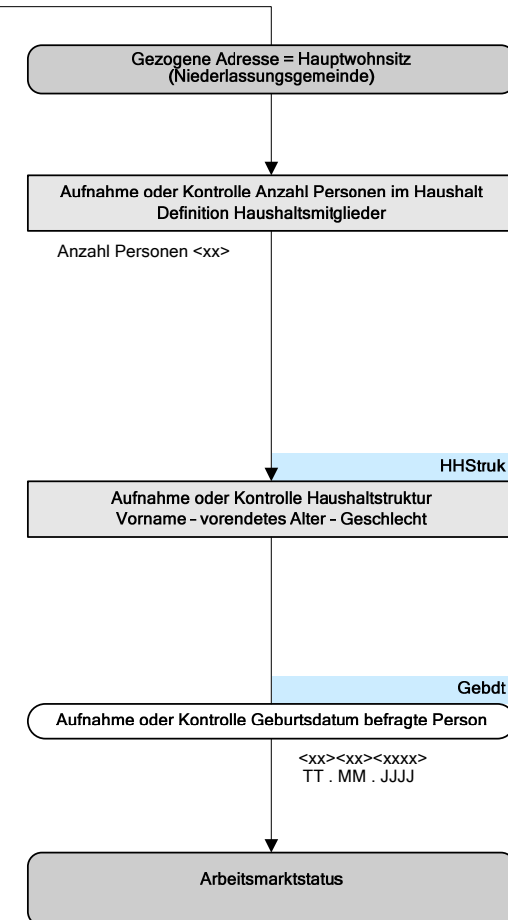 Gezogene Adresse = Hauptwohnsitz
(Niederlassungsgemeinde)
Aufnahme oder Kontrolle Anzahl Personen im Haushalt
Definition Haushaltsmitglieder
Anzahl Personen <xx>
HHStruk
Aufnahme oder Kontrolle Haushaltstruktur
Vorname – vorendetes Alter – Geschlecht
Gebdt
Aufnahme oder Kontrolle Geburtsdatum befragte Person
<xx><xx><xxxx>
TT . MM . JJJJ
Arbeitsmarktstatus